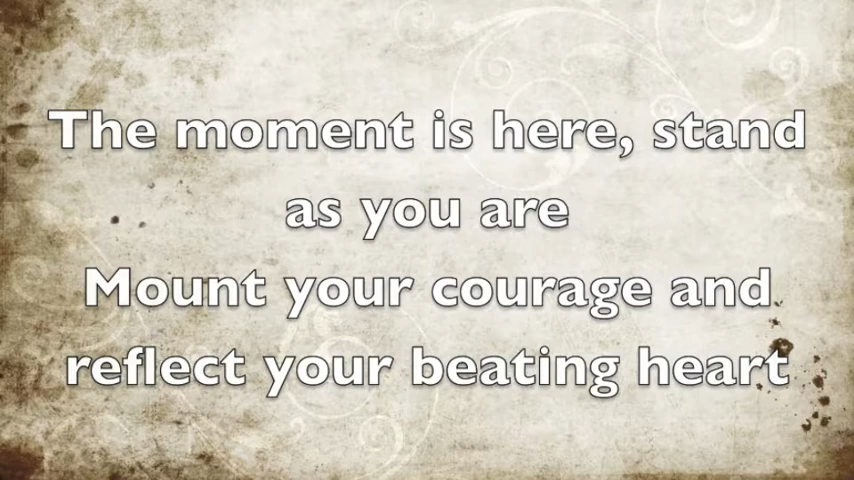 The moment is here, stand
as you are
Mount your courage and
reflect your beating heart